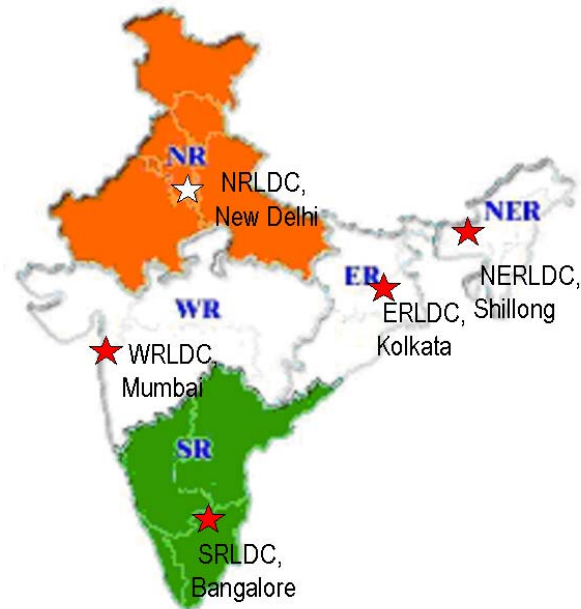 NR
NRLDC,
New Delhi
NER
NERLDC,
Shillong
ER
ERLDC,
Kolkata
WR
WRLDC,
Mumbai
SR
SRLDC,
Bangalore